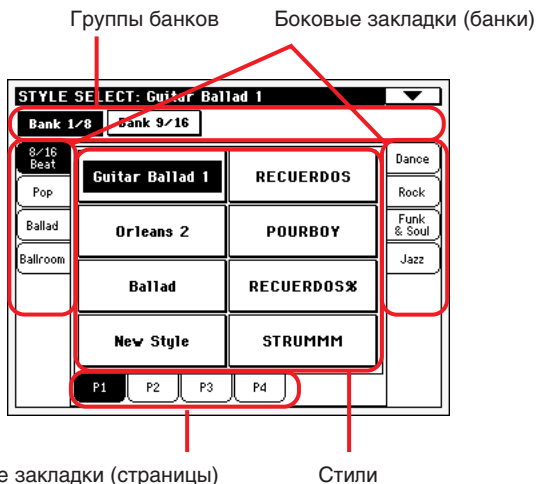 Группы банков
Боковые закладки (банки)
STYLE SELECT: Guitar Ballad 1
Bank 1/8
Bank 9/16
8/16
Beat
Pop
Ballad
Ballroom
Guitar Ballad 1
RECUERDOS
Orleans 2
POURBOY
Ballad
RECUERDOS%
New Style
STRUMMM
Dance
Rock
Funk
& Soul
Jazz
P1
P2
P3
P4
е закладки (страницы)
Стили